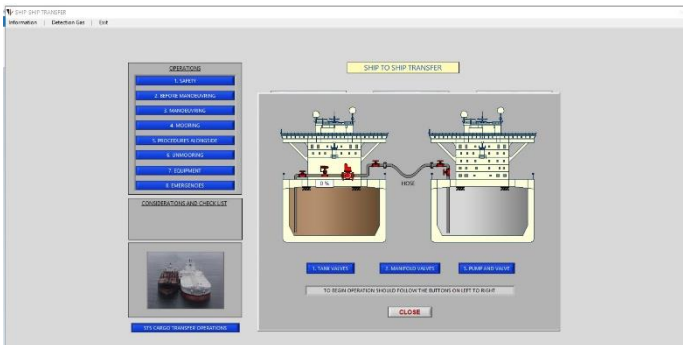 SHIP SHIP TRANSFER
Information | Detection Gas | Exit
OPERATIONS
1. SAFETY
2. BEFORE MANOEUVRING
3. MANOEUVRING
4. MOORING
5. PROCEDURES ALONGSIDE
6. UNMOORING
7. EQUIPMENT
8. EMERGENCIES
CONSIDERATIONS AND CHECK LIST
STS CARGO TRANSFER OPERATIONS
SHIP TO SHIP TRANSFER
0 %
HOSE
1. TANK VALVES
2. MANIFOLD VALVES
3. PUMP AND VALVE
TO BEGIN OPERATION SHOULD FOLLOW THE BUTTONS ON LEFT TO RIGHT
CLOSE